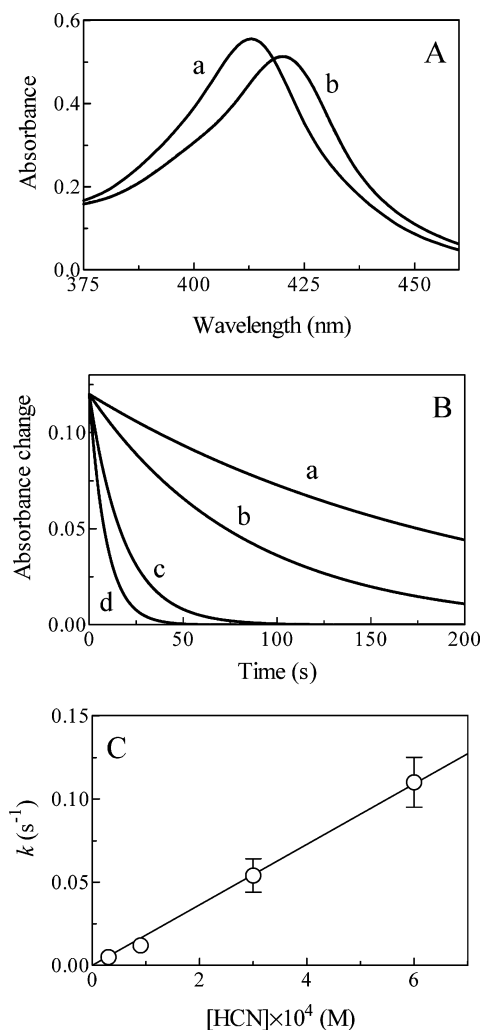 A
a
b
Absorbance
0.6
0.4
0.2
0.0
375
400
425
450
Wavelength (nm)
B
a
b
c
d
Absorbance change
0.10
0.05
0.00
0
50
100
150
200
Time (s)
C
k (s⁻¹)
0.15
0.10
0.05
0.00
0
2
4
6
[HCN]×10⁴ (M)